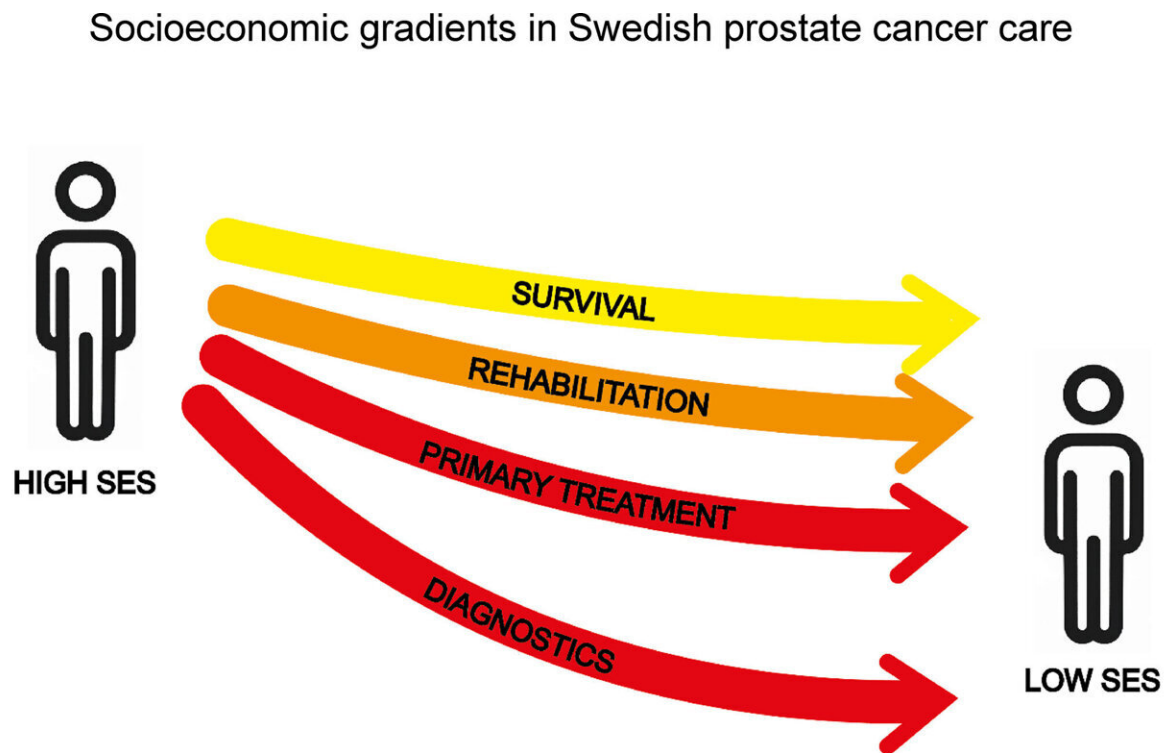 Socioeconomic gradients in Swedish prostate cancer care
SURVIVAL
REHABILITATION
PRIMARY TREATMENT
DIAGNOSTICS
HIGH SES
LOW SES